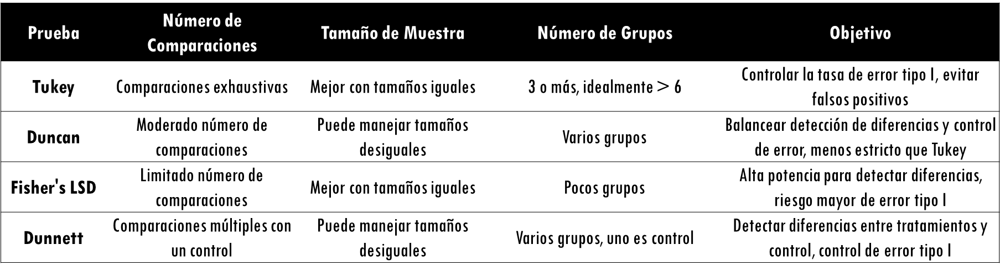 Prueba
Número de
Comparaciones
Tamaño de Muestra
Número de Grupos
Objetivo
Tukey
Comparaciones exhaustivas
Mejor con tamaños iguales
3 o más, idealmente > 6
Controlar la tasa de error tipo I, evitar
falsos positivos
Duncan
Moderado número de
comparaciones
Puede manejar tamaños
desiguales
Varios grupos
Balancear detección de diferencias y control
de error, menos estricto que Tukey
Fisher's LSD
Limitado número de
comparaciones
Mejor con tamaños iguales
Pocos grupos
Alta potencia para detectar diferencias,
riesgo mayor de error tipo I
Dunnett
Comparaciones múltiples con
un control
Puede manejar tamaños
desiguales
Varios grupos, uno es control
Detectar diferencias entre tratamientos y
control, control de error tipo I